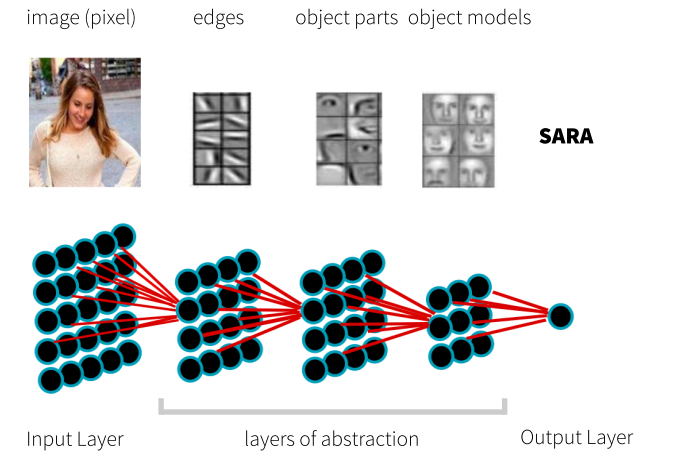 image (pixel)
edges
object parts
object models
SARA
Input Layer
layers of abstraction
Output Layer